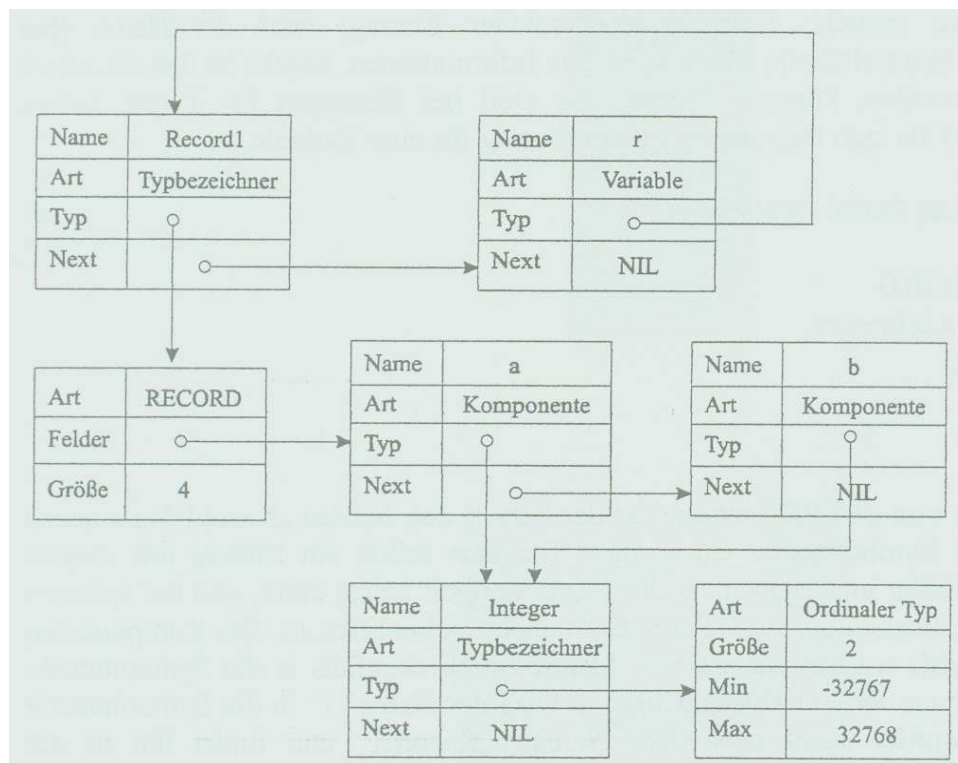 Name Record1
Art Typbezeichner
Typ
Next
Name r
Art Variable
Typ
Next NIL
Art RECORD
Felder
Größe 4
Name a
Art Komponente
Typ
Next
Name b
Art Komponente
Typ
Next NIL
Name Integer
Art Typbezeichner
Typ
Next NIL
Art Ordinaler Typ
Größe 2
Min -32767
Max 32768